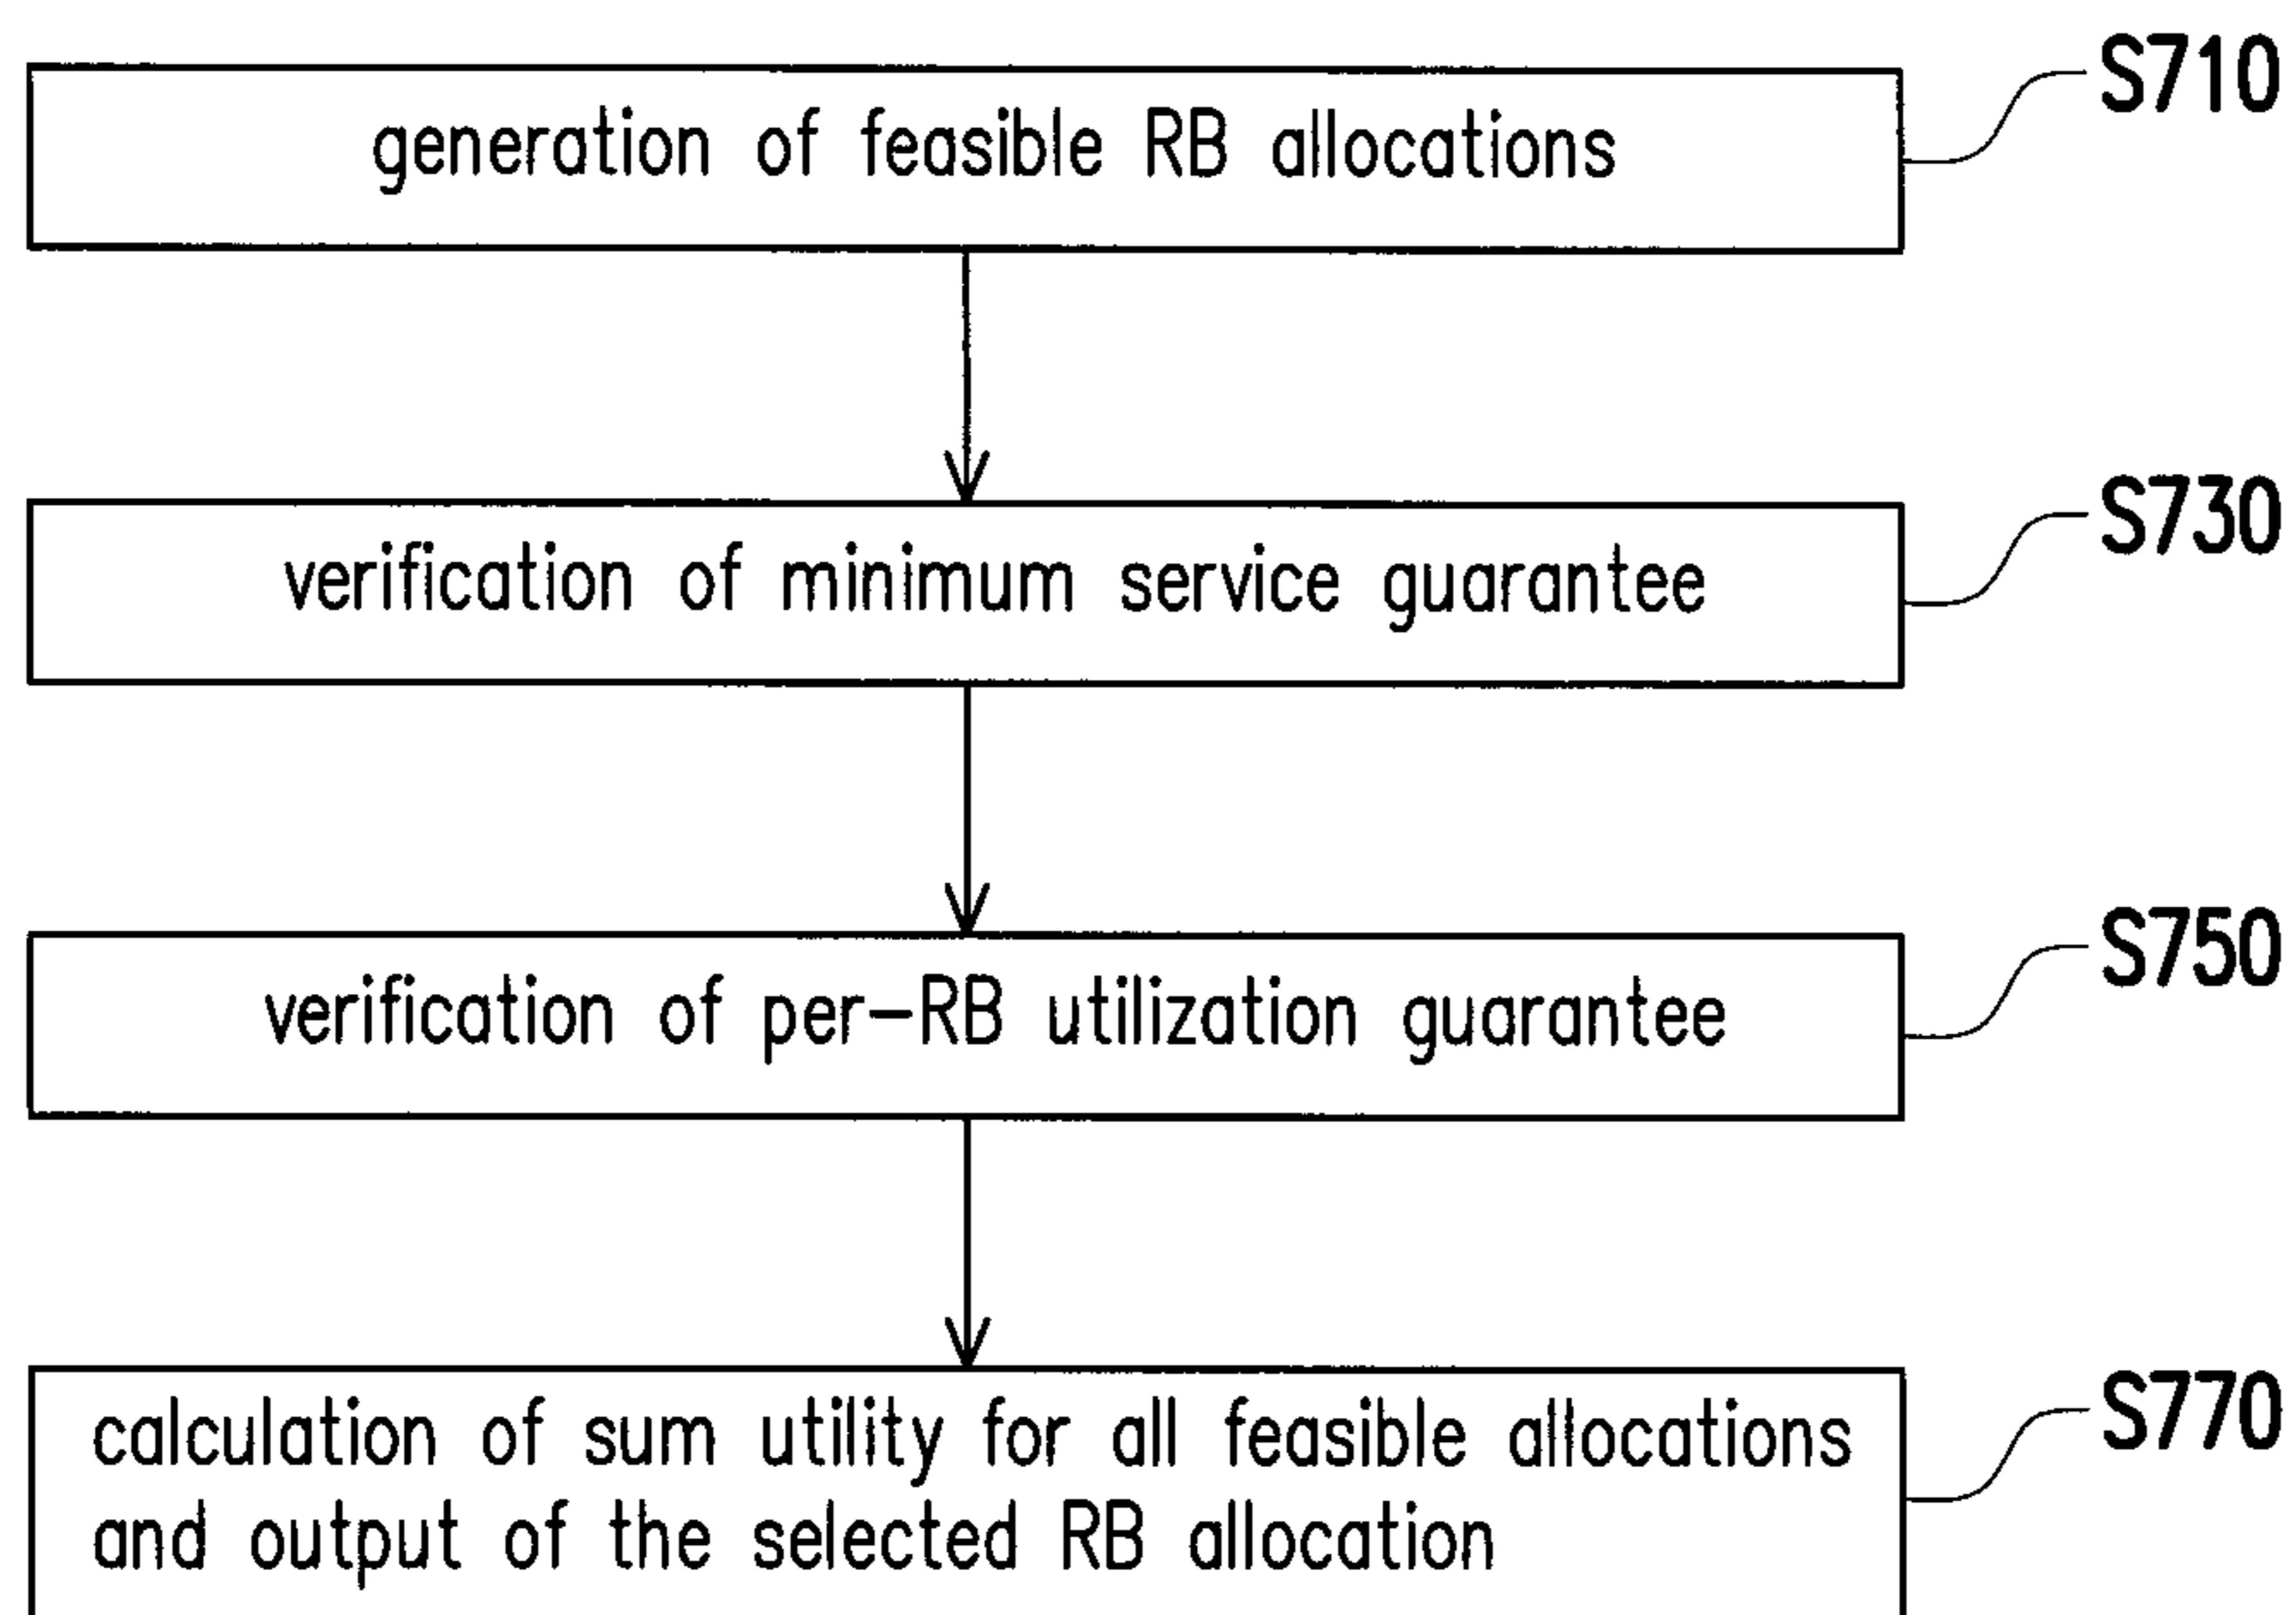 S710
generation of feasible RB allocations
S730
verification of minimum service guarantee
S750
verification of per-RB utilization guarantee
S770
calculation of sum utility for all feasible allocations
and output of the selected RB allocation